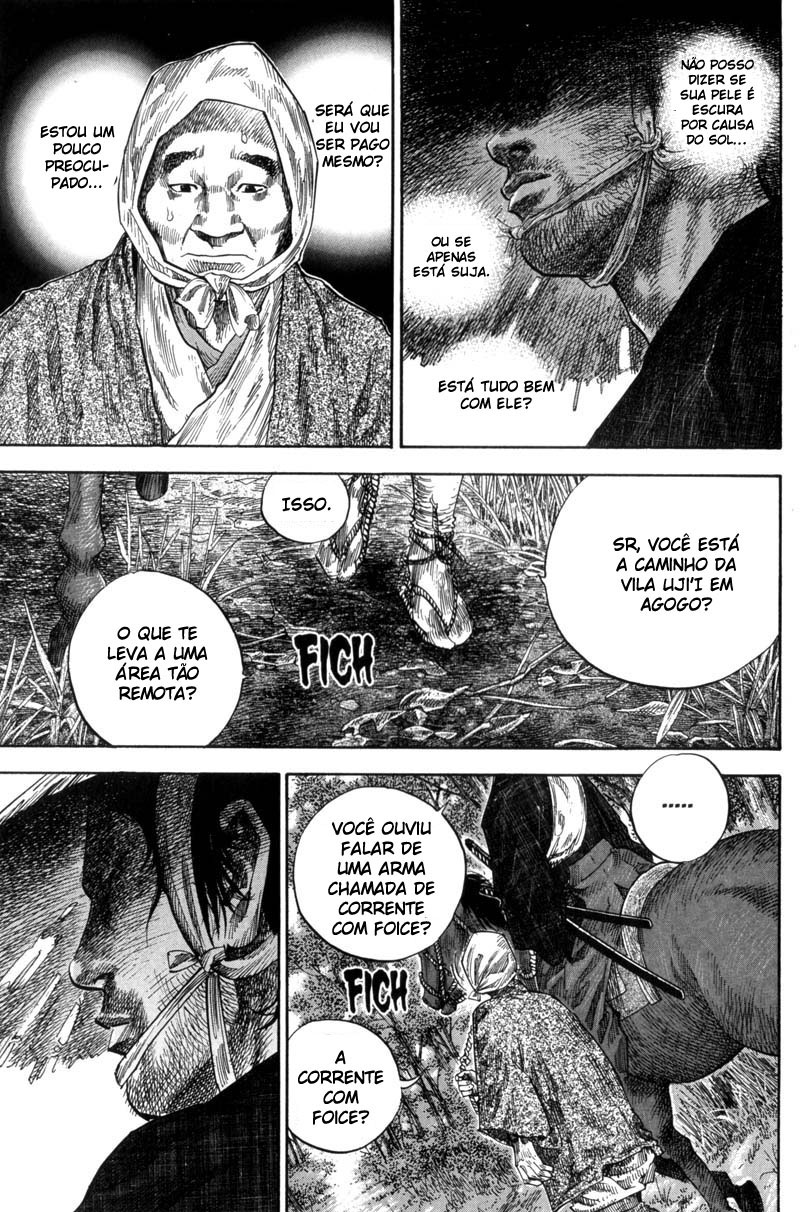 NÃO POSSO
DIZER SE
SUA PELE É
ESCURA
POR CAUSA
DO SOL...
OU SE
APENAS
ESTÁ SUJA.
ESTÁ TUDO BEM
COM ELE?
SERÁ QUE
EU VOU
SER PAGO
MESMO?
ESTOU UM
POUCO
PREOCU-
PADO...
SR, VOCÊ ESTÁ
A CAMINHO DA
VILA UJI'I EM
AGOGO?
ISSO.
FICH
O QUE TE
LEVA A UMA
ÁREA TÃO
REMOTA?
.....
VOCÊ OUVIU
FALAR DE
UMA ARMA
CHAMADA DE
CORRENTE
COM FOICE?
FICH
A
CORRENTE
COM
FOICE?